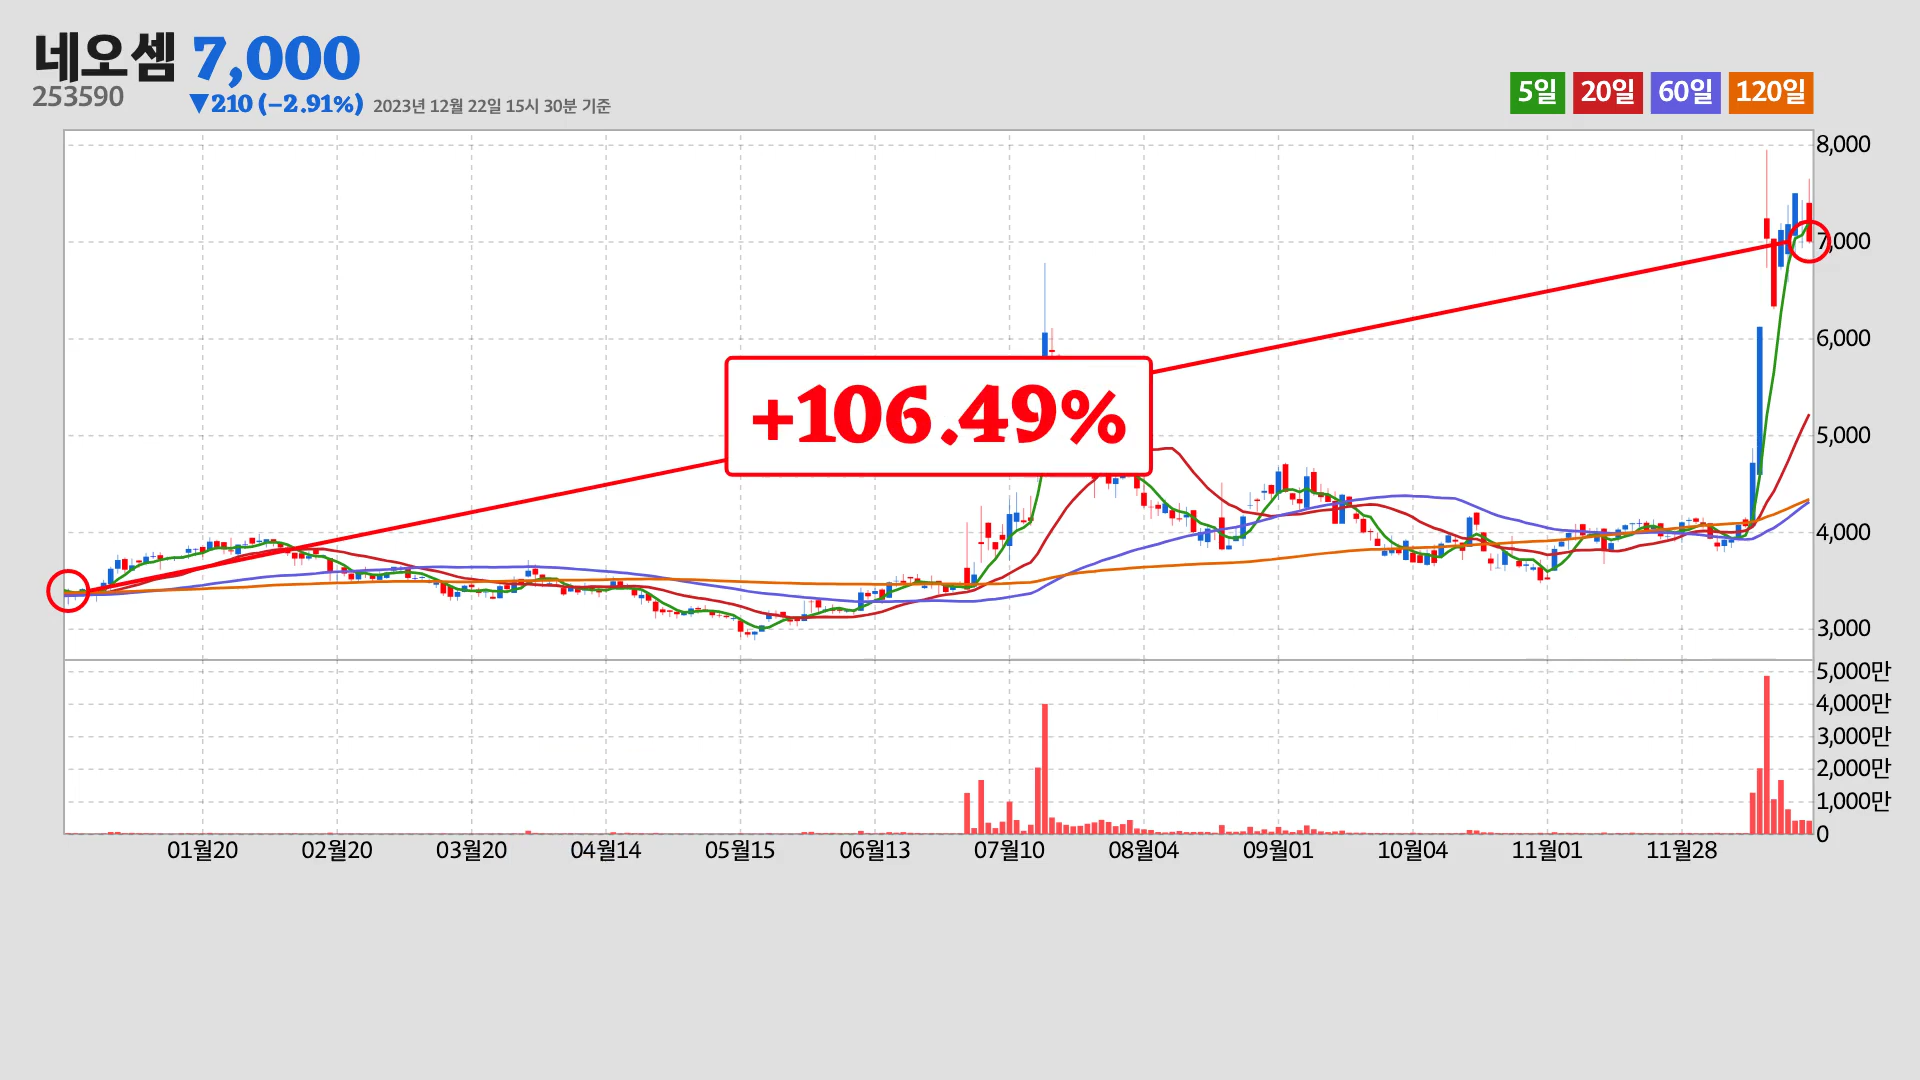 네오셈 7,000
253590
▼210 (−2.91%) 2023년 12월 22일 15시 30분 기준
5일 20일 60일 120일
8,000
7,000
6,000
5,000
4,000
3,000
+106.49%
5,000만
4,000만
3,000만
2,000만
1,000만
0
01월20 02월20 03월20 04월14 05월15 06월13 07월10 08월04 09월01 10월04 11월01 11월28